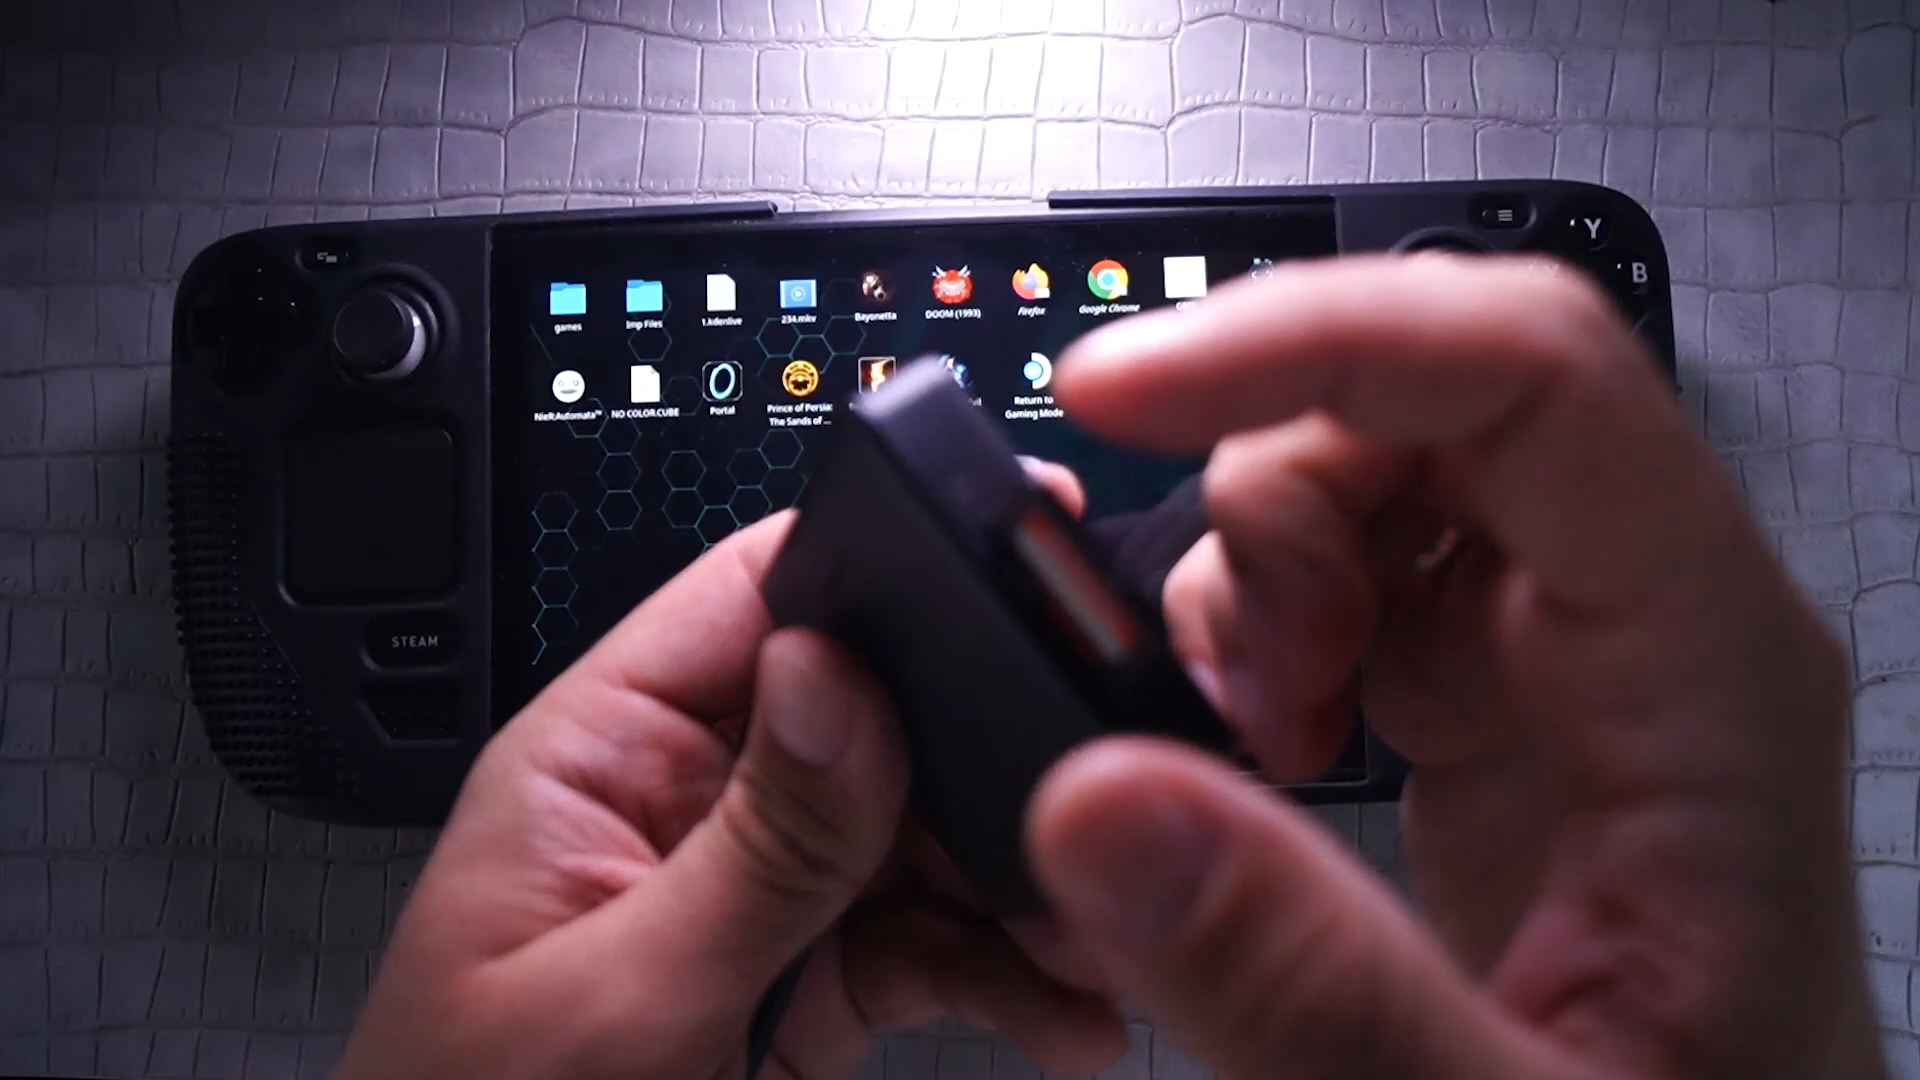 Y
B
games
Imp Files
1.kdenlive
234.mkv
Bayonetta
DOOM (1993)
Firefox
Google Chrome
NieR:Automata™
NO COLOR.CUBE
Portal
Prince of Persia:
The Sands of ...
Return to
Gaming Mode
STEAM